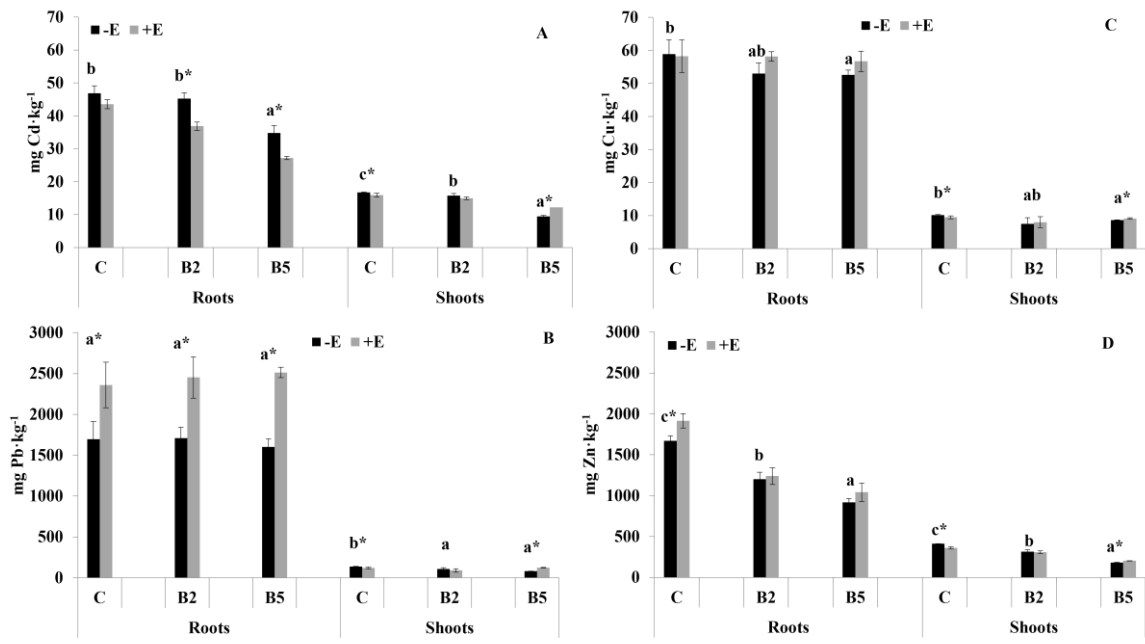 mg Cd·kg-1
70
60
50
40
30
20
10
0
-E +E
A
b b* a* c* b a*
C B2 B5 C B2 B5
Roots Shoots
mg Cu·kg-1
70
60
50
40
30
20
10
0
-E +E
C
b ab a b* ab a*
C B2 B5 C B2 B5
Roots Shoots
mg Pb·kg-1
3000
2500
2000
1500
1000
500
0
-E +E
B
a* a* a* b* a a*
C B2 B5 C B2 B5
Roots Shoots
mg Zn·kg-1
3000
2500
2000
1500
1000
500
0
-E +E
D
c* b a c* b a*
C B2 B5 C B2 B5
Roots Shoots